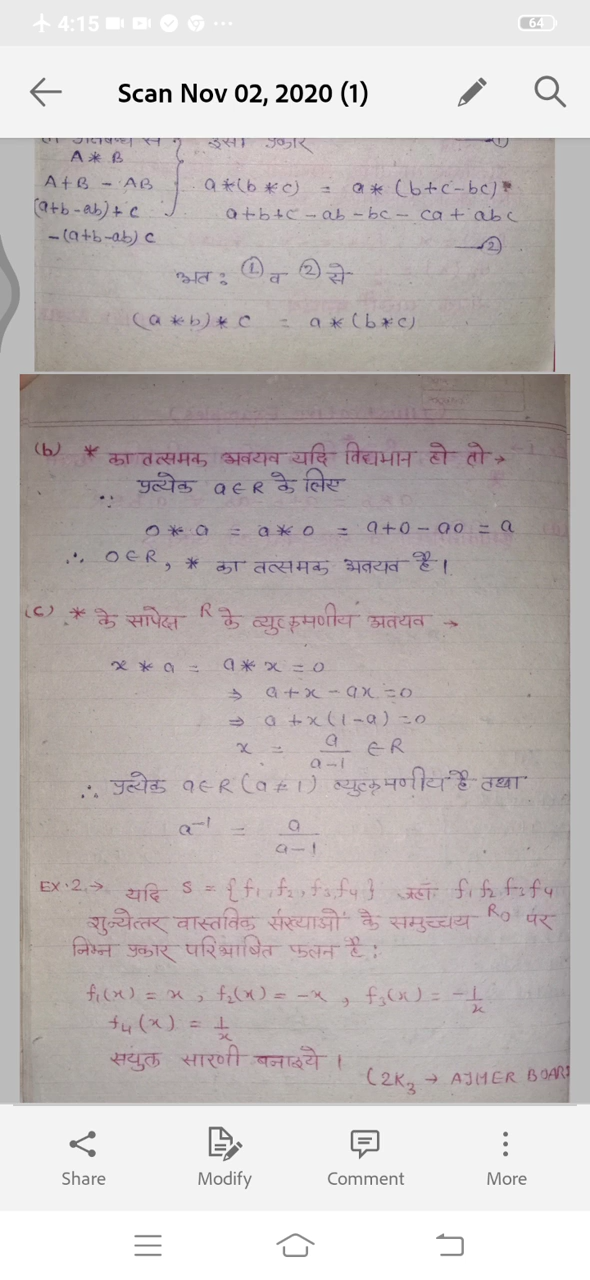 4:15
64
Scan Nov 02, 2020 (1)
A * B
A+B - AB
(a+b-ab)+c
-(a+b-ab) c
इसी प्रकार
a*(b*c) = a* (b+c-bc)
a+b+c-ab-bc-ca+abc
②
अतः ① व ② से
(a*b)*c = a*(b*c)
(b) * का तत्समक अवयव यदि विद्यमान हो तो →
∵ प्रत्येक a∈R के लिए
0*a = a*0 = a+0-a0 = a
∴ 0∈R, * का तत्समक अवयव है।
(c) * के सापेक्ष R के व्युत्क्रमणीय अवयव →
x * a = a* x = 0
⇒ a+x-ax=0
⇒ a+x(1-a)=0
x = a/a-1 ∈R
∴ प्रत्येक a∈R(a≠1) व्युत्क्रमणीय है तथा
a⁻¹ = a/a-1
EX.2.→ यदि S = {f₁,f₂,f₃,f₄} जहाँ f₁ f₂ f₃ f₄
शुन्येत्तर वास्तविक संख्याओं के समुच्चय R₀ पर
निम्न प्रकार परिभाषित फलन है:
f₁(x) = x, f₂(x) = -x, f₃(x) = -1/x
f₄(x) = 1/x
संयुक्त सारणी बनाइये।
(2K₃ → AJMER BOARD
Share
Modify
Comment
More